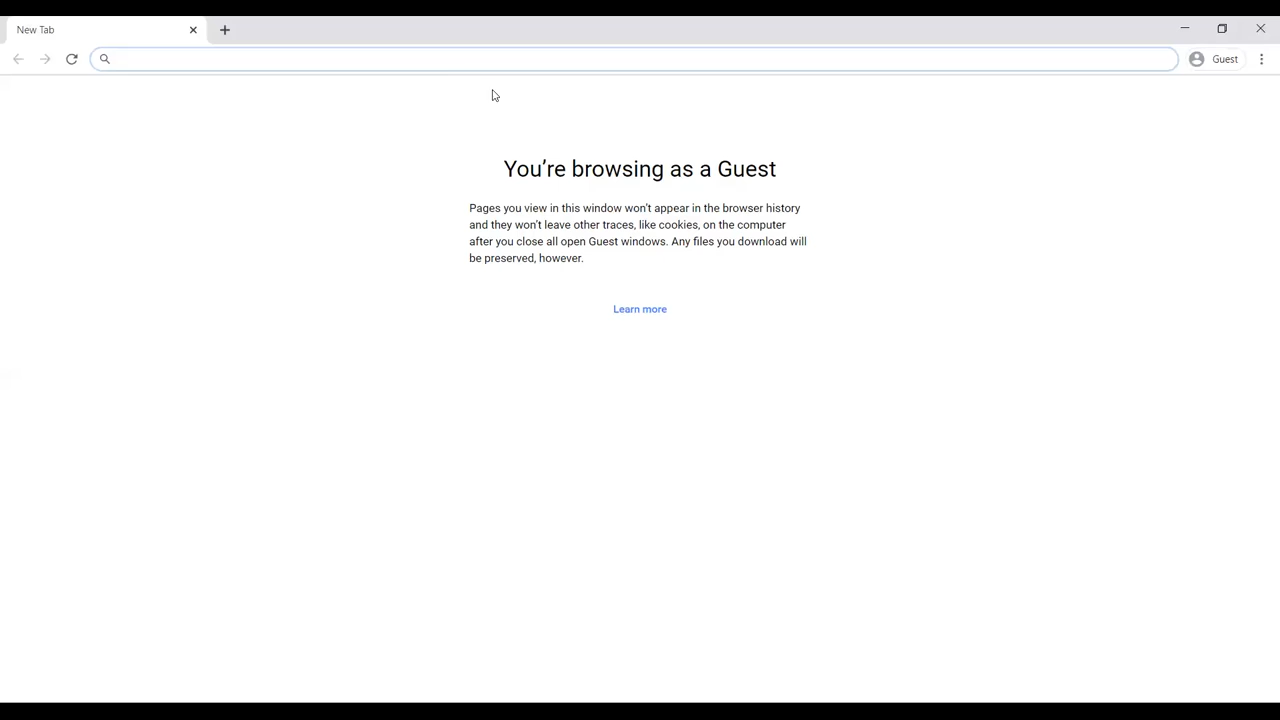 New Tab
Guest
You’re browsing as a Guest
Pages you view in this window won’t appear in the browser history
and they won’t leave other traces, like cookies, on the computer
after you close all open Guest windows. Any files you download will
be preserved, however.
Learn more